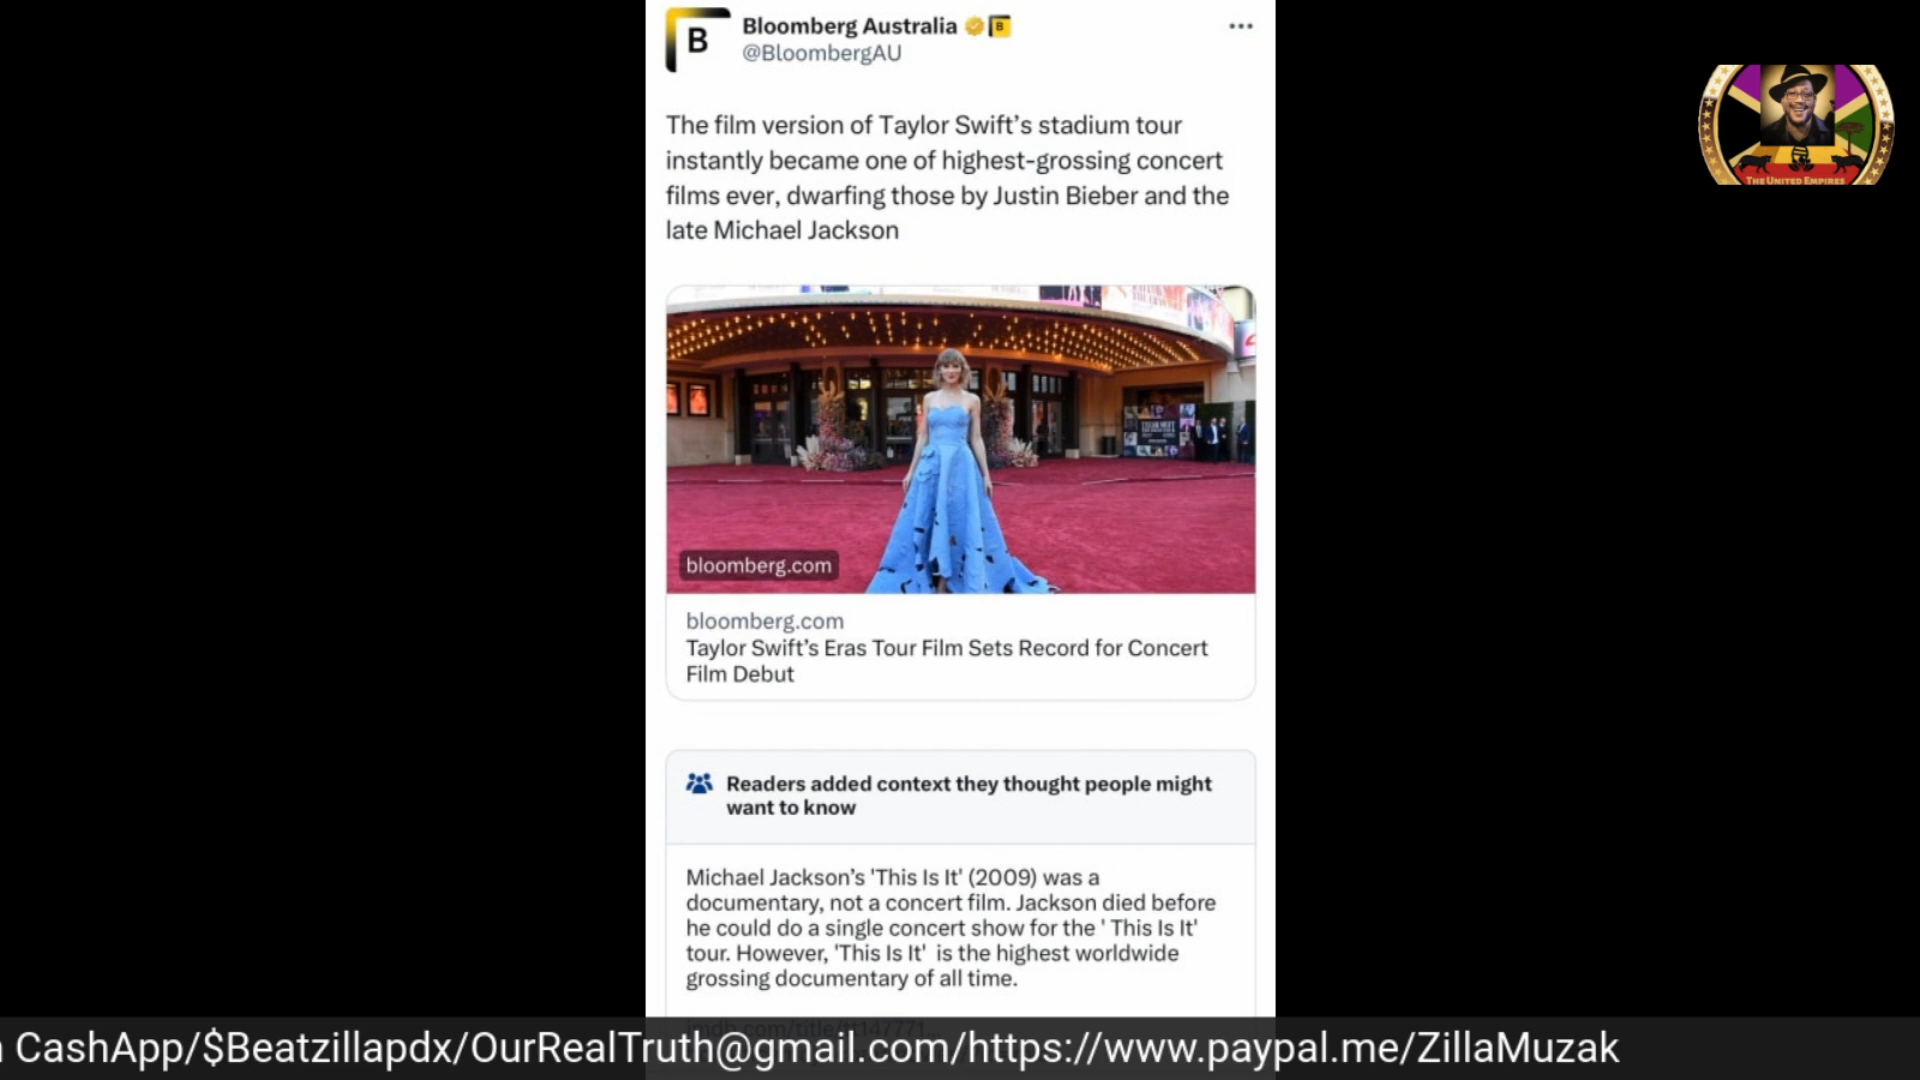 Bloomberg Australia
@BloombergAU
The film version of Taylor Swift’s stadium tour
instantly became one of highest-grossing concert
films ever, dwarfing those by Justin Bieber and the
late Michael Jackson
bloomberg.com
bloomberg.com
Taylor Swift’s Eras Tour Film Sets Record for Concert
Film Debut
Readers added context they thought people might
want to know
Michael Jackson’s 'This Is It' (2009) was a
documentary, not a concert film. Jackson died before
he could do a single concert show for the ' This Is It'
tour. However, 'This Is It'  is the highest worldwide
grossing documentary of all time.
CashApp/$Beatzillapdx/OurRealTruth@gmail.com/https://www.paypal.me/ZillaMuzak
THE UNITED EMPIRES